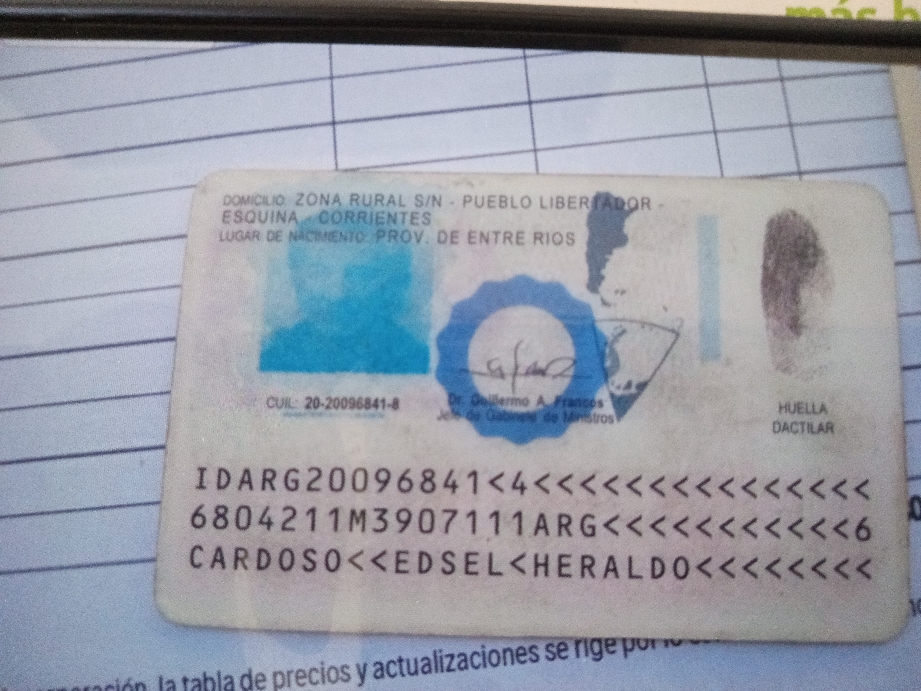 más
DOMICILIO: ZONA RURAL S/N - PUEBLO LIBERTADOR -
ESQUINA - CORRIENTES
LUGAR DE NACIMIENTO: PROV. DE ENTRE RIOS
CUIL: 20-20096841-8
Dr. Guillermo A. Francos
Jefe de Gabinete de Ministros
HUELLA
DACTILAR
IDARG20096841<4<<<<<<<<<<<<<<<
6804211M3907111ARG<<<<<<<<<<<6
CARDOSO<<EDSEL<HERALDO<<<<<<<<
la tabla de precios y actualizaciones se rige por lo